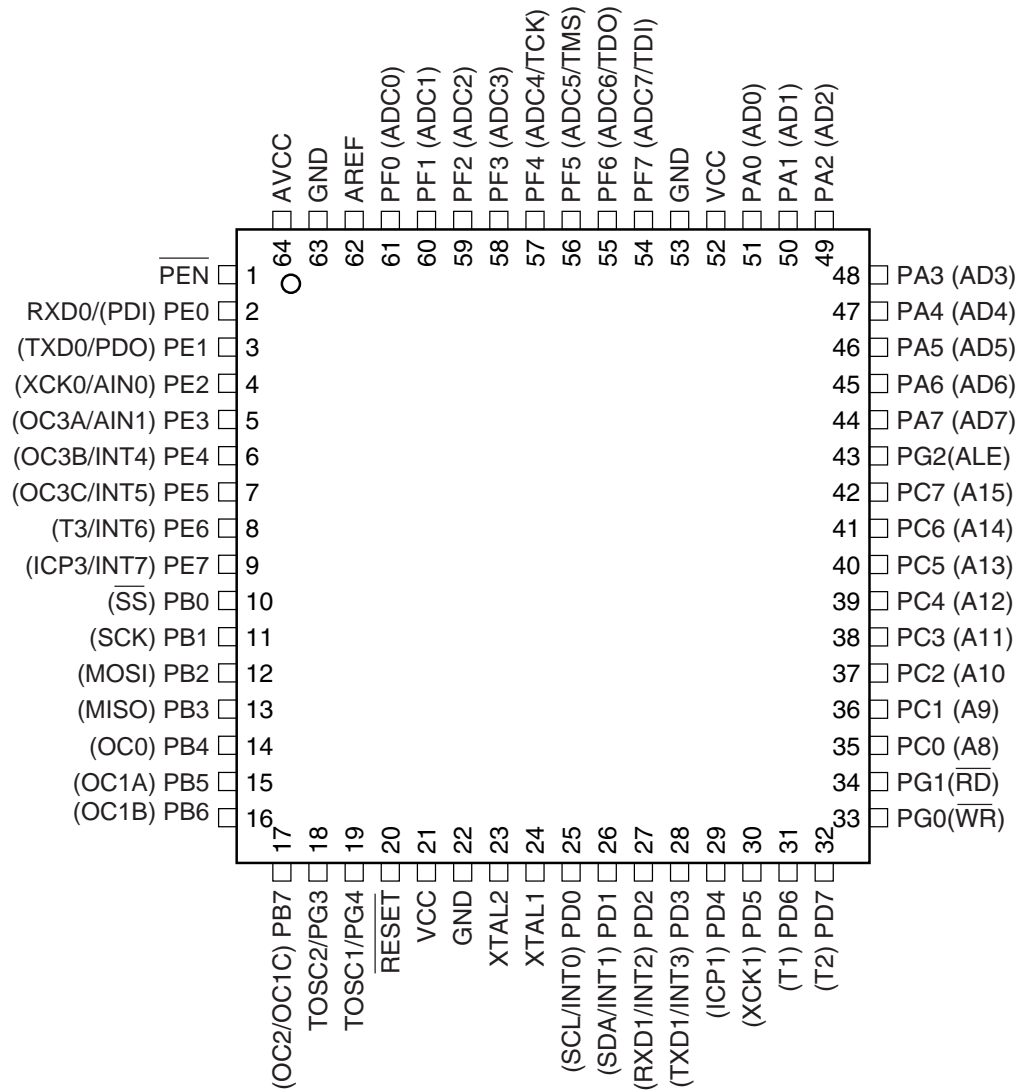 AVCC
GND
AREF
PF0 (ADC0)
PF1 (ADC1)
PF2 (ADC2)
PF3 (ADC3)
PF4 (ADC4/TCK)
PF5 (ADC5/TMS)
PF6 (ADC6/TDO)
PF7 (ADC7/TDI)
GND
VCC
PA0 (AD0)
PA1 (AD1)
PA2 (AD2)
64
63
62
61
60
59
58
57
56
55
54
53
52
51
50
49
PEN 1
RXD0/(PDI) PE0 2
(TXD0/PDO) PE1 3
(XCK0/AIN0) PE2 4
(OC3A/AIN1) PE3 5
(OC3B/INT4) PE4 6
(OC3C/INT5) PE5 7
(T3/INT6) PE6 8
(ICP3/INT7) PE7 9
(SS) PB0 10
(SCK) PB1 11
(MOSI) PB2 12
(MISO) PB3 13
(OC0) PB4 14
(OC1A) PB5 15
(OC1B) PB6 16
48 PA3 (AD3)
47 PA4 (AD4)
46 PA5 (AD5)
45 PA6 (AD6)
44 PA7 (AD7)
43 PG2(ALE)
42 PC7 (A15)
41 PC6 (A14)
40 PC5 (A13)
39 PC4 (A12)
38 PC3 (A11)
37 PC2 (A10
36 PC1 (A9)
35 PC0 (A8)
34 PG1(RD)
33 PG0(WR)
17
18
19
20
21
22
23
24
25
26
27
28
29
30
31
32
(OC2/OC1C) PB7
TOSC2/PG3
TOSC1/PG4
RESET
VCC
GND
XTAL2
XTAL1
(SCL/INT0) PD0
(SDA/INT1) PD1
(RXD1/INT2) PD2
(TXD1/INT3) PD3
(ICP1) PD4
(XCK1) PD5
(T1) PD6
(T2) PD7